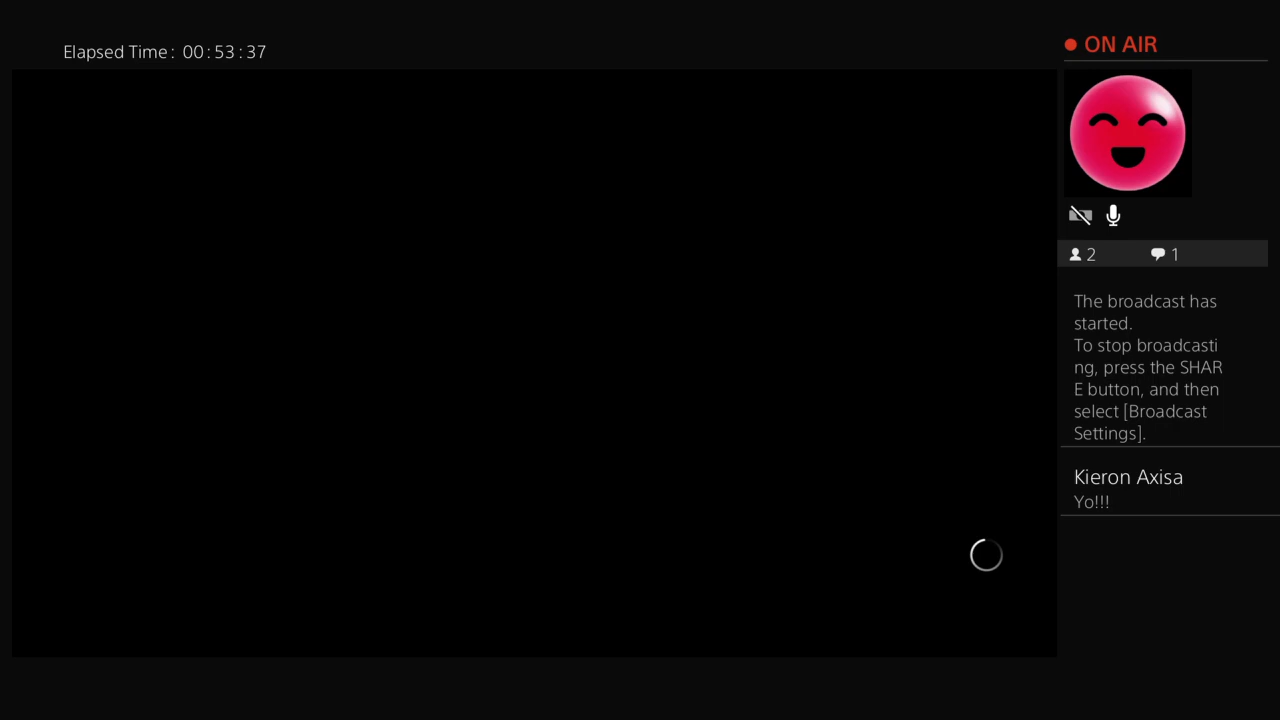 Elapsed Time: 00:53:37
ON AIR
2
1
The broadcast has
started.
To stop broadcasti
ng, press the SHAR
E button, and then
select [Broadcast
Settings].
Kieron Axisa
Yo!!!